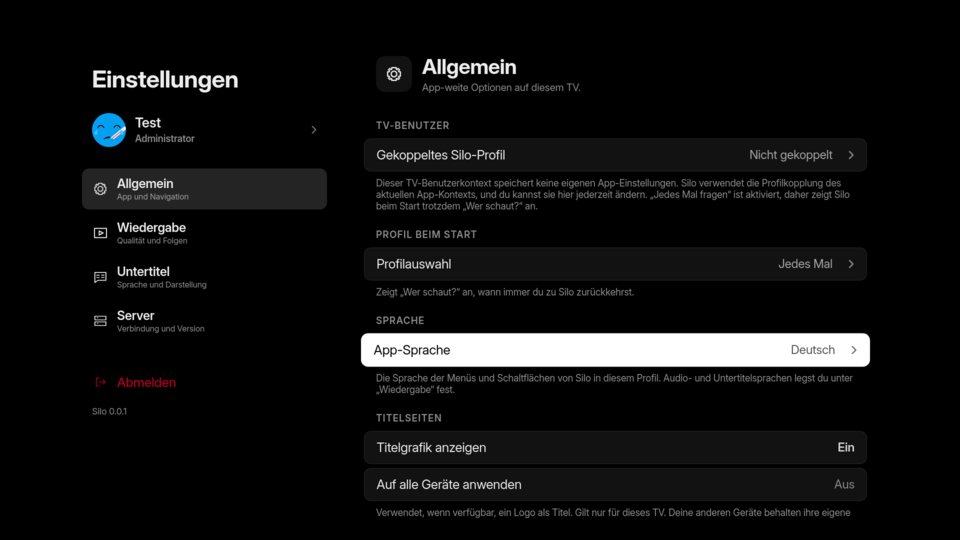 Einstellungen
Test
Administrator
Allgemein
App und Navigation
Wiedergabe
Qualität und Folgen
Untertitel
Sprache und Darstellung
Server
Verbindung und Version
Abmelden
Silo 0.0.1
Allgemein
App-weite Optionen auf diesem TV.
TV-BENUTZER
Gekoppeltes Silo-Profil Nicht gekoppelt
Dieser TV-Benutzerkontext speichert keine eigenen App-Einstellungen. Silo verwendet die Profilkopplung des
aktuellen App-Kontexts, und du kannst sie hier jederzeit ändern. „Jedes Mal fragen“ ist aktiviert, daher zeigt Silo
beim Start trotzdem „Wer schaut?“ an.
PROFIL BEIM START
Profilauswahl Jedes Mal
Zeigt „Wer schaut?“ an, wann immer du zu Silo zurückkehrst.
SPRACHE
App-Sprache Deutsch
Die Sprache der Menüs und Schaltflächen von Silo in diesem Profil. Audio- und Untertitelsprachen legst du unter
„Wiedergabe“ fest.
TITELSEITEN
Titelgrafik anzeigen Ein
Auf alle Geräte anwenden Aus
Verwendet, wenn verfügbar, ein Logo als Titel. Gilt nur für dieses TV. Deine anderen Geräte behalten ihre eigene